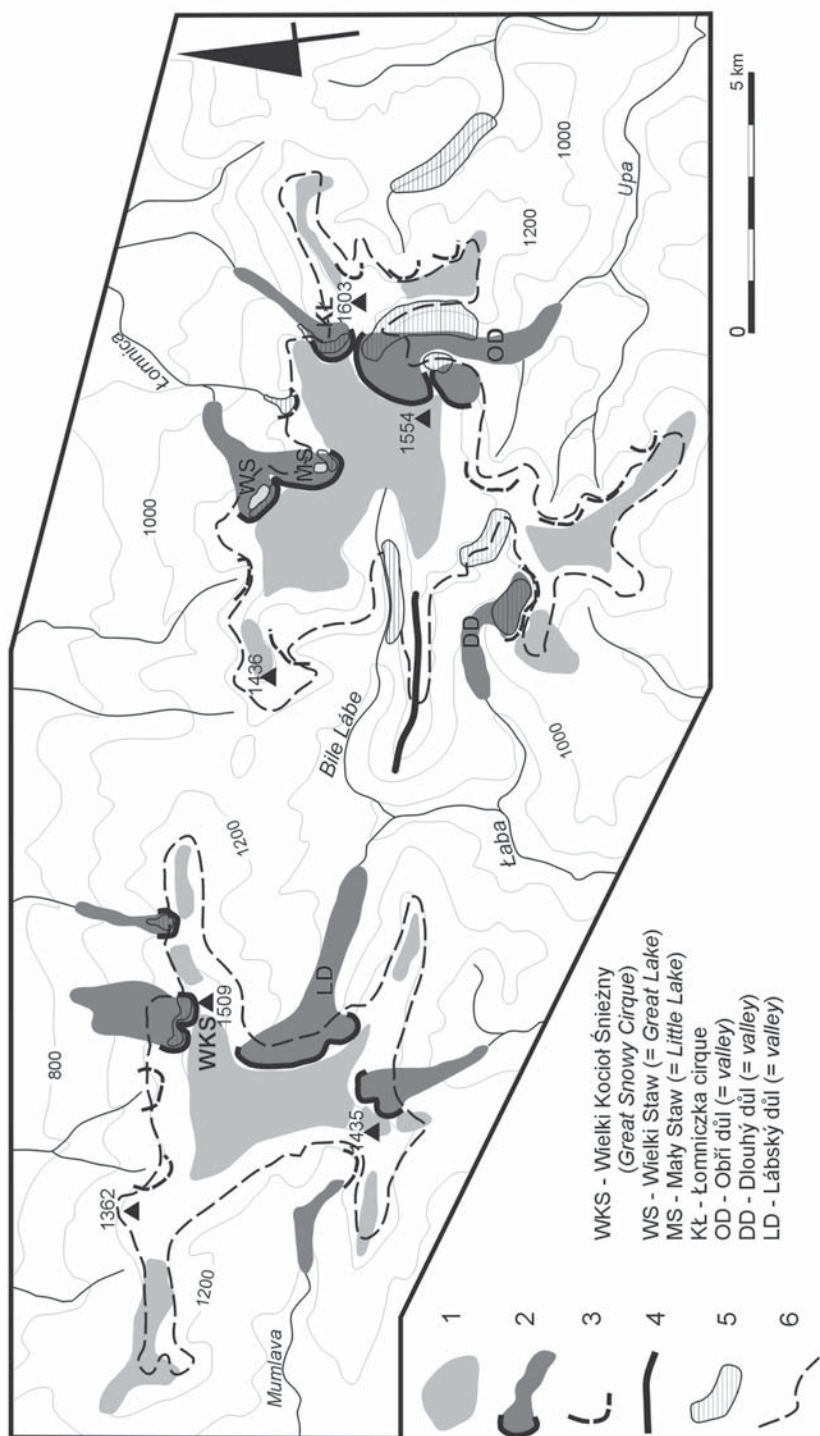 Łomnica
1000
1436
WS
MS
KŁ
1603
1554
OD
1000
1200
Upa
Bíle Lábe
DD
1000
Łaba
0
5 km
800
1362
1200
Mumlava
1435
WKS
1509
LD
1200
1
2
3
4
5
6
WKS - Wielki Kocioł Śnieżny
(Great Snowy Cirque)
WS - Wielki Staw (= Great Lake)
MS - Mały Staw (= Little Lake)
KŁ - Łomniczka cirque
OD - Obří důl (= valley)
DD - Dlouhý důl (= valley)
LD - Lábský důl (= valley)